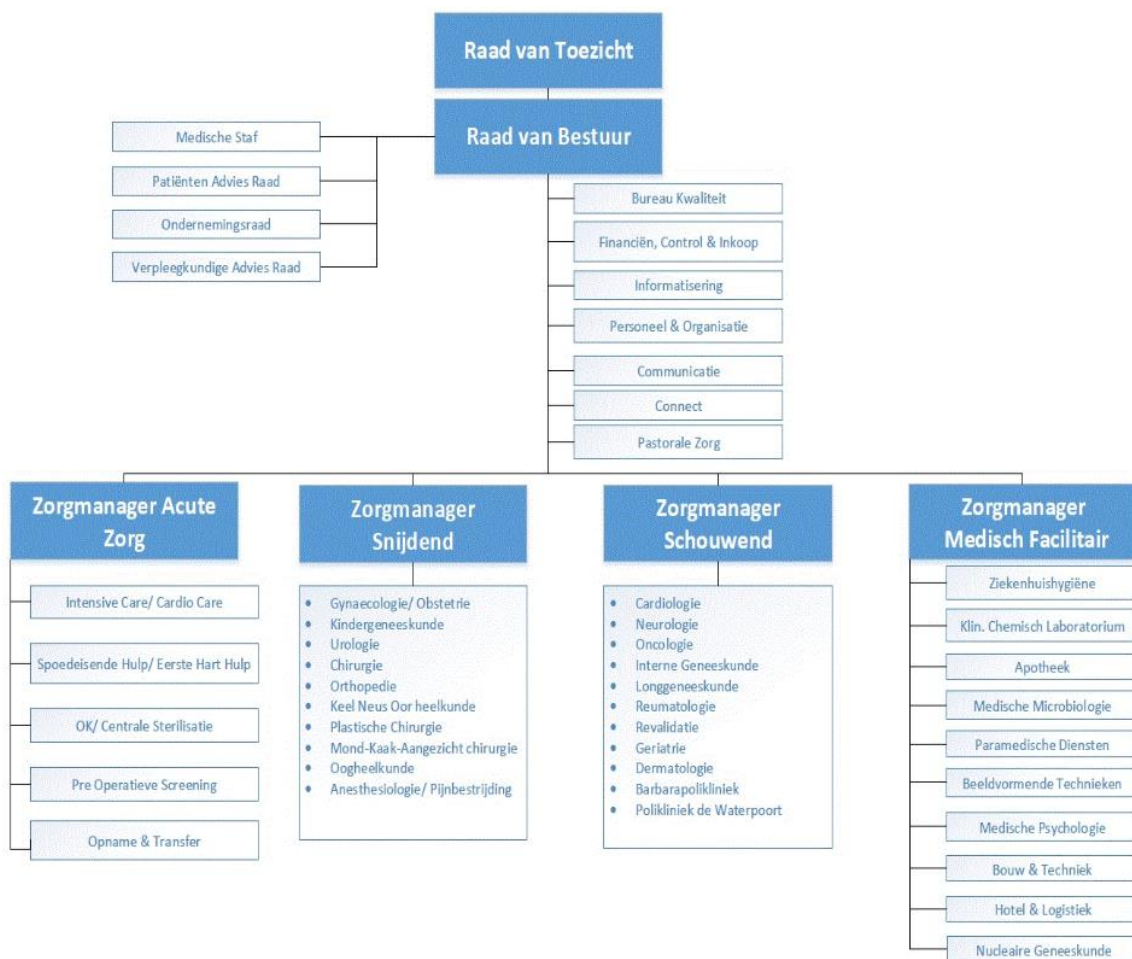 Raad van Toezicht
Raad van Bestuur
Medische Staf
Patiënten Advies Raad
Ondernemingsraad
Verpleegkundige Advies Raad
Bureau Kwaliteit
Financiën, Control & Inkoop
Informatisering
Personeel & Organisatie
Communicatie
Connect
Pastorale Zorg
Zorgmanager Acute
Zorg
Intensive Care/ Cardio Care
Spoedeisende Hulp/ Eerste Hart Hulp
OK/ Centrale Sterilisatie
Pre Operatieve Screening
Opname & Transfer
Zorgmanager
Snijdend
• Gynaecologie/ Obstetrie
• Kindergeneeskunde
• Urologie
• Chirurgie
• Orthopedie
• Keel Neus Oor heelkunde
• Plastische Chirurgie
• Mond-Kaak-Aangezicht chirurgie
• Oogheelkunde
• Anesthesiologie/ Pijnbestrijding
Zorgmanager
Schouwend
• Cardiologie
• Neurologie
• Oncologie
• Interne Geneeskunde
• Longgeneeskunde
• Reumatologie
• Revalidatie
• Geriatrie
• Dermatologie
• Barbarapolikliniek
• Polikliniek de Waterpoort
Zorgmanager
Medisch Facilitair
Ziekenhuishygiëne
Klin. Chemisch Laboratorium
Apotheek
Medische Microbiologie
Paramedische Diensten
Beeldvormende Technieken
Medische Psychologie
Bouw & Techniek
Hotel & Logistiek
Nucleaire Geneeskunde